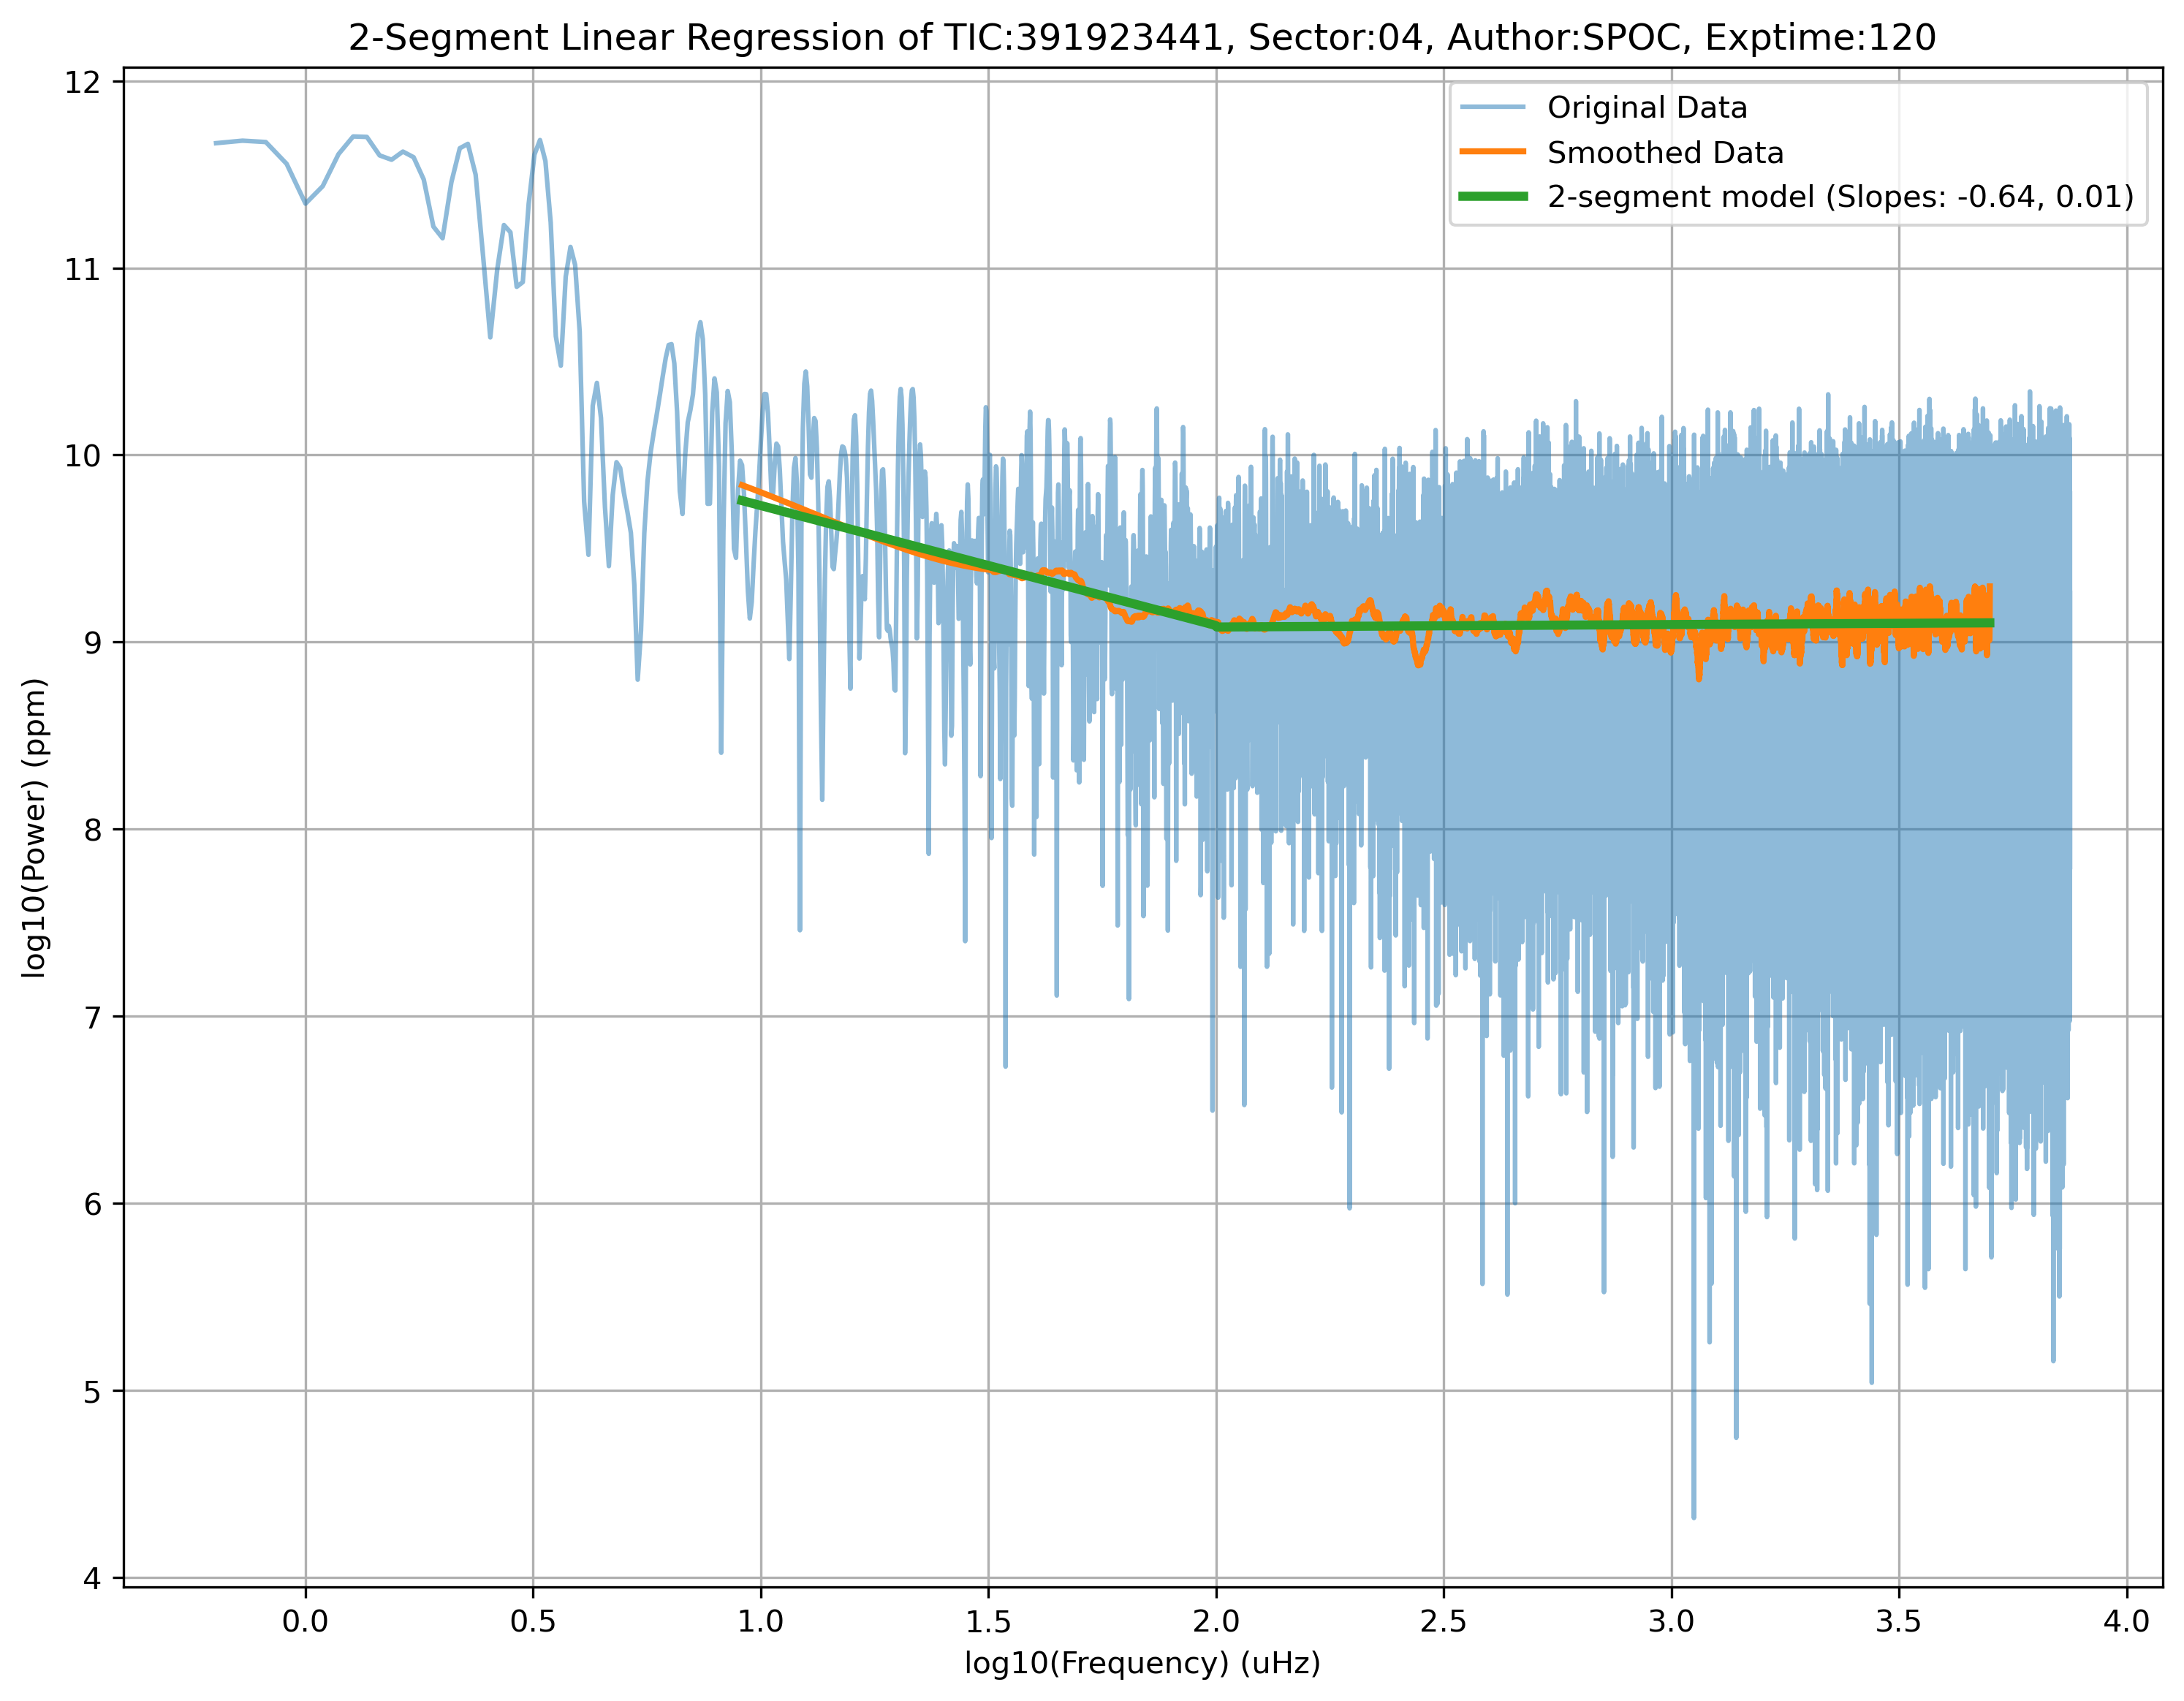 2-Segment Linear Regression of TIC:391923441, Sector:04, Author:SPOC, Exptime:120
Original Data
Smoothed Data
2-segment model (Slopes: -0.64, 0.01)
log10(Power) (ppm)
12
11
10
9
8
7
6
5
4
0.0 0.5 1.0 1.5 2.0 2.5 3.0 3.5 4.0
log10(Frequency) (uHz)